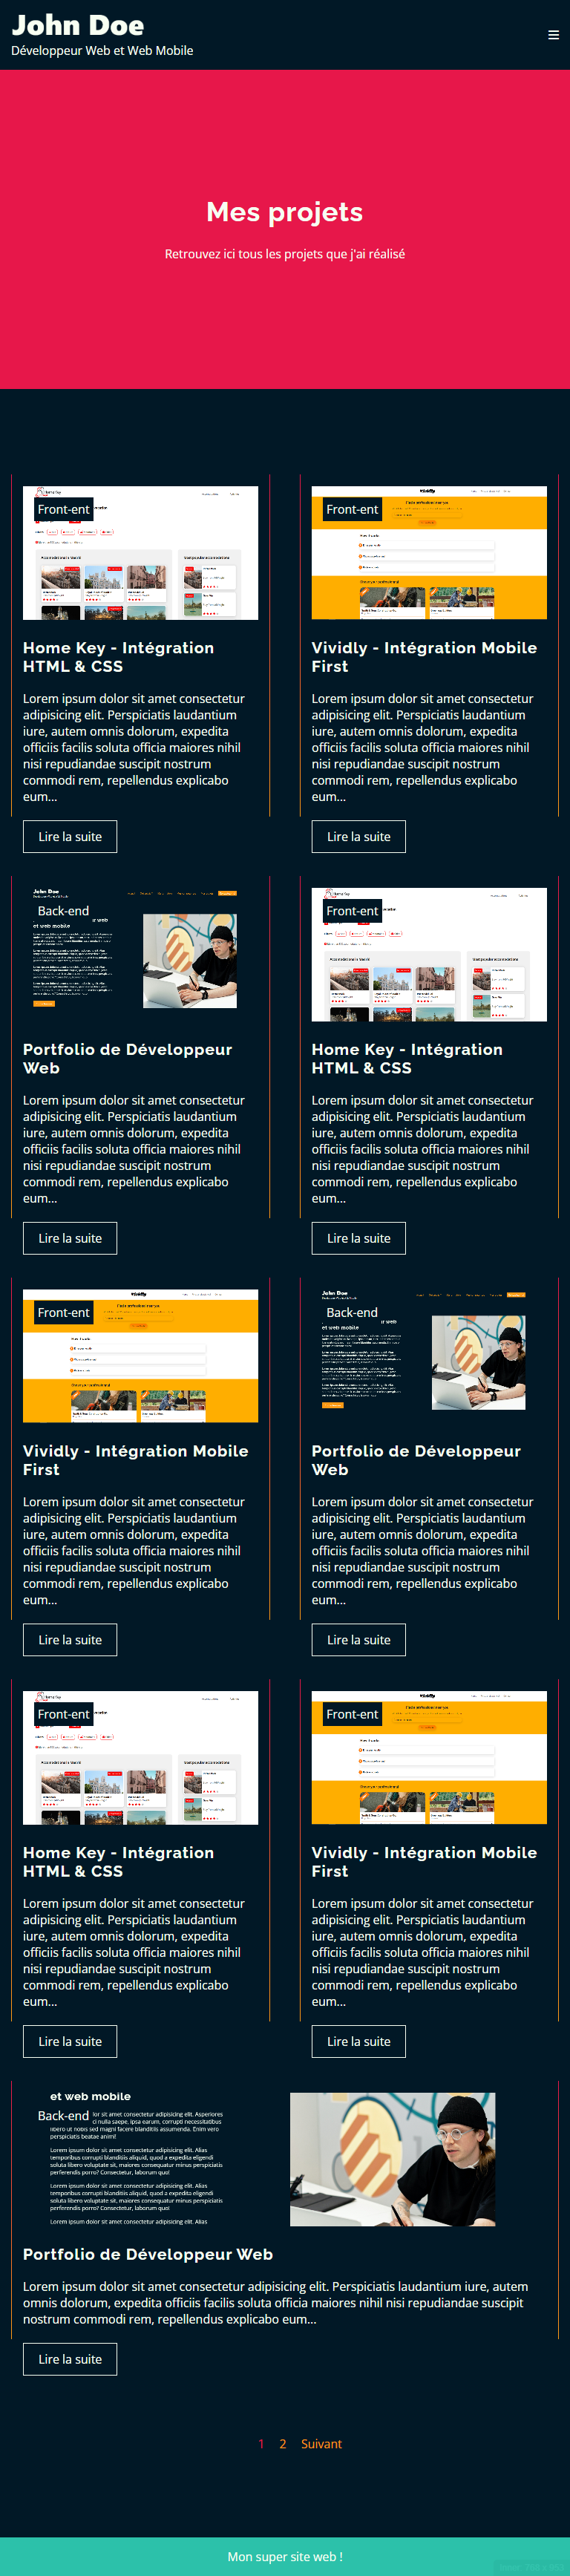 John Doe
Développeur Web et Web Mobile
Mes projets
Retrouvez ici tous les projets que j'ai réalisé
Front-ent
Home Key - Intégration
HTML & CSS
Lorem ipsum dolor sit amet consectetur
adipisicing elit. Perspiciatis laudantium
iure, autem omnis dolorum, expedita
officiis facilis soluta officia maiores nihil
nisi repudiandae suscipit nostrum
commodi rem, repellendus explicabo
eum...
Lire la suite
Front-ent
Vividly - Intégration Mobile
First
Lorem ipsum dolor sit amet consectetur
adipisicing elit. Perspiciatis laudantium
iure, autem omnis dolorum, expedita
officiis facilis soluta officia maiores nihil
nisi repudiandae suscipit nostrum
commodi rem, repellendus explicabo
eum...
Lire la suite
John Doe
Back-end
et web mobile
Portfolio de Développeur
Web
Lorem ipsum dolor sit amet consectetur
adipisicing elit. Perspiciatis laudantium
iure, autem omnis dolorum, expedita
officiis facilis soluta officia maiores nihil
nisi repudiandae suscipit nostrum
commodi rem, repellendus explicabo
eum...
Lire la suite
Front-ent
Home Key - Intégration
HTML & CSS
Lorem ipsum dolor sit amet consectetur
adipisicing elit. Perspiciatis laudantium
iure, autem omnis dolorum, expedita
officiis facilis soluta officia maiores nihil
nisi repudiandae suscipit nostrum
commodi rem, repellendus explicabo
eum...
Lire la suite
Vividly
Front-ent
Vividly - Intégration Mobile
First
Lorem ipsum dolor sit amet consectetur
adipisicing elit. Perspiciatis laudantium
iure, autem omnis dolorum, expedita
officiis facilis soluta officia maiores nihil
nisi repudiandae suscipit nostrum
commodi rem, repellendus explicabo
eum...
Lire la suite
John Doe
Back-end
et web mobile
Portfolio de Développeur
Web
Lorem ipsum dolor sit amet consectetur
adipisicing elit. Perspiciatis laudantium
iure, autem omnis dolorum, expedita
officiis facilis soluta officia maiores nihil
nisi repudiandae suscipit nostrum
commodi rem, repellendus explicabo
eum...
Lire la suite
Front-ent
Home Key - Intégration
HTML & CSS
Lorem ipsum dolor sit amet consectetur
adipisicing elit. Perspiciatis laudantium
iure, autem omnis dolorum, expedita
officiis facilis soluta officia maiores nihil
nisi repudiandae suscipit nostrum
commodi rem, repellendus explicabo
eum...
Lire la suite
Front-ent
Vividly - Intégration Mobile
First
Lorem ipsum dolor sit amet consectetur
adipisicing elit. Perspiciatis laudantium
iure, autem omnis dolorum, expedita
officiis facilis soluta officia maiores nihil
nisi repudiandae suscipit nostrum
commodi rem, repellendus explicabo
eum...
Lire la suite
et web mobile
Back-end
Portfolio de Développeur Web
Lorem ipsum dolor sit amet consectetur adipisicing elit. Perspiciatis laudantium iure, autem
omnis dolorum, expedita officiis facilis soluta officia maiores nihil nisi repudiandae suscipit
nostrum commodi rem, repellendus explicabo eum...
Lire la suite
1 2 Suivant
Mon super site web !